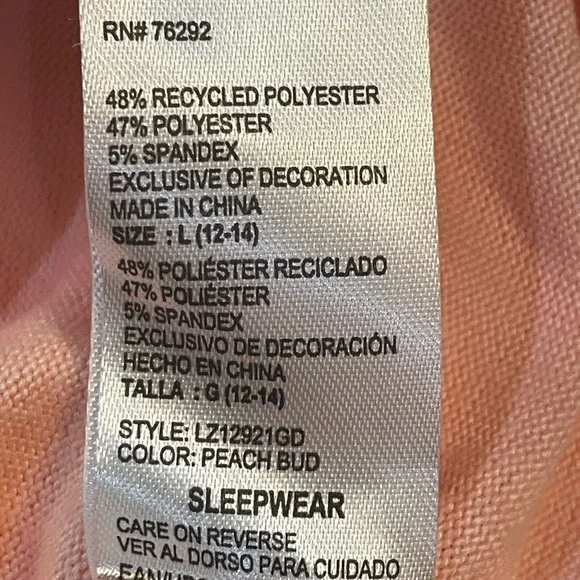 RN# 76292
48% RECYCLED POLYESTER
47% POLYESTER
5% SPANDEX
EXCLUSIVE OF DECORATION
MADE IN CHINA
SIZE : L (12-14)
48% POLIÉSTER RECICLADO
47% POLIÉSTER
5% SPANDEX
EXCLUSIVO DE DECORACIÓN
HECHO EN CHINA
TALLA : G (12-14)
STYLE: LZ12921GD
COLOR: PEACH BUD
SLEEPWEAR
CARE ON REVERSE
VER AL DORSO PARA CUIDADO